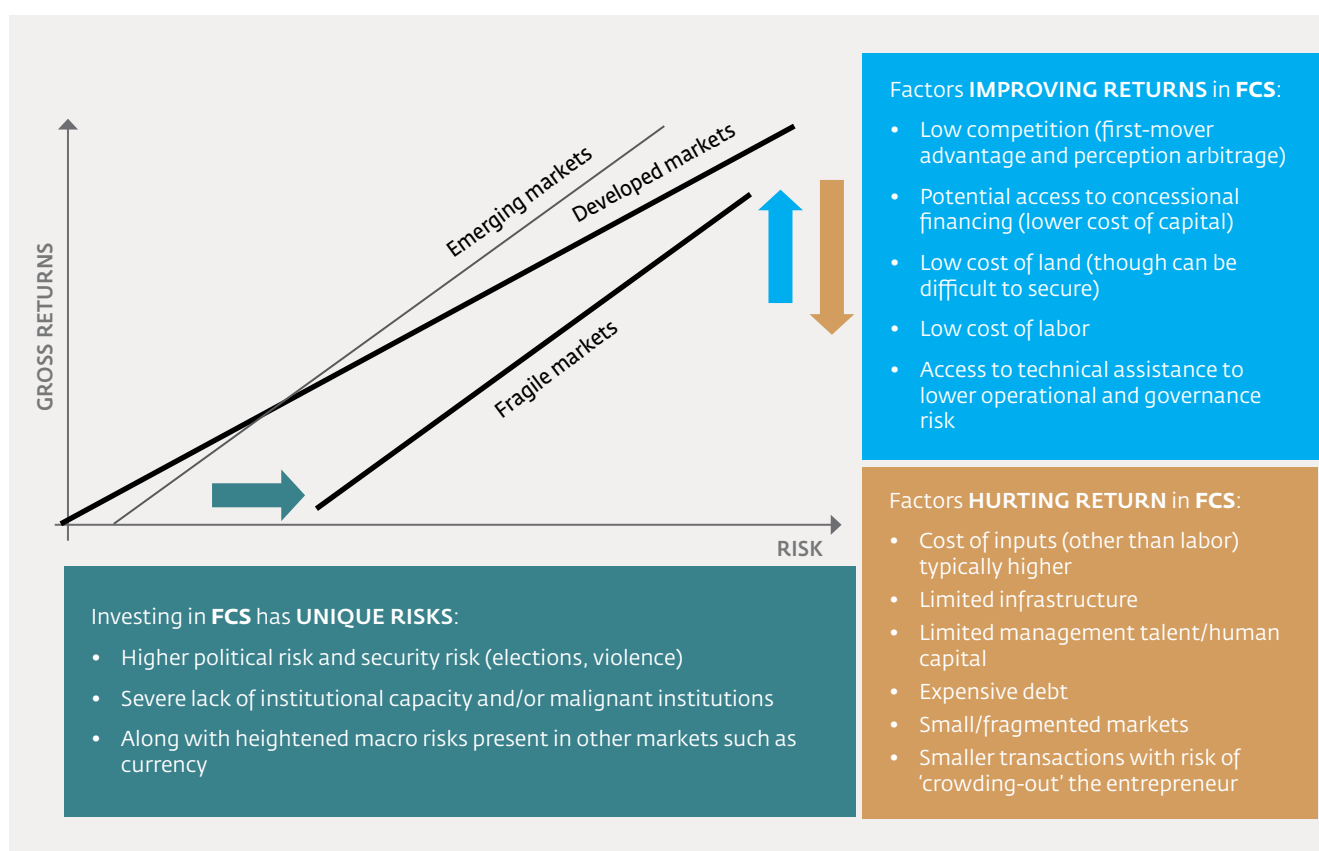 GROSS RETURNS
Emerging markets
Developed markets
Fragile markets
RISK
Factors IMPROVING RETURNS in FCS:
• Low competition (first-mover
advantage and perception arbitrage)
• Potential access to concessional
financing (lower cost of capital)
• Low cost of land (though can be
difficult to secure)
• Low cost of labor
• Access to technical assistance to
lower operational and governance
risk
Investing in FCS has UNIQUE RISKS:
• Higher political risk and security risk (elections, violence)
• Severe lack of institutional capacity and/or malignant institutions
• Along with heightened macro risks present in other markets such as
currency
Factors HURTING RETURN in FCS:
• Cost of inputs (other than labor)
typically higher
• Limited infrastructure
• Limited management talent/human
capital
• Expensive debt
• Small/fragmented markets
• Smaller transactions with risk of
‘crowding-out’ the entrepreneur